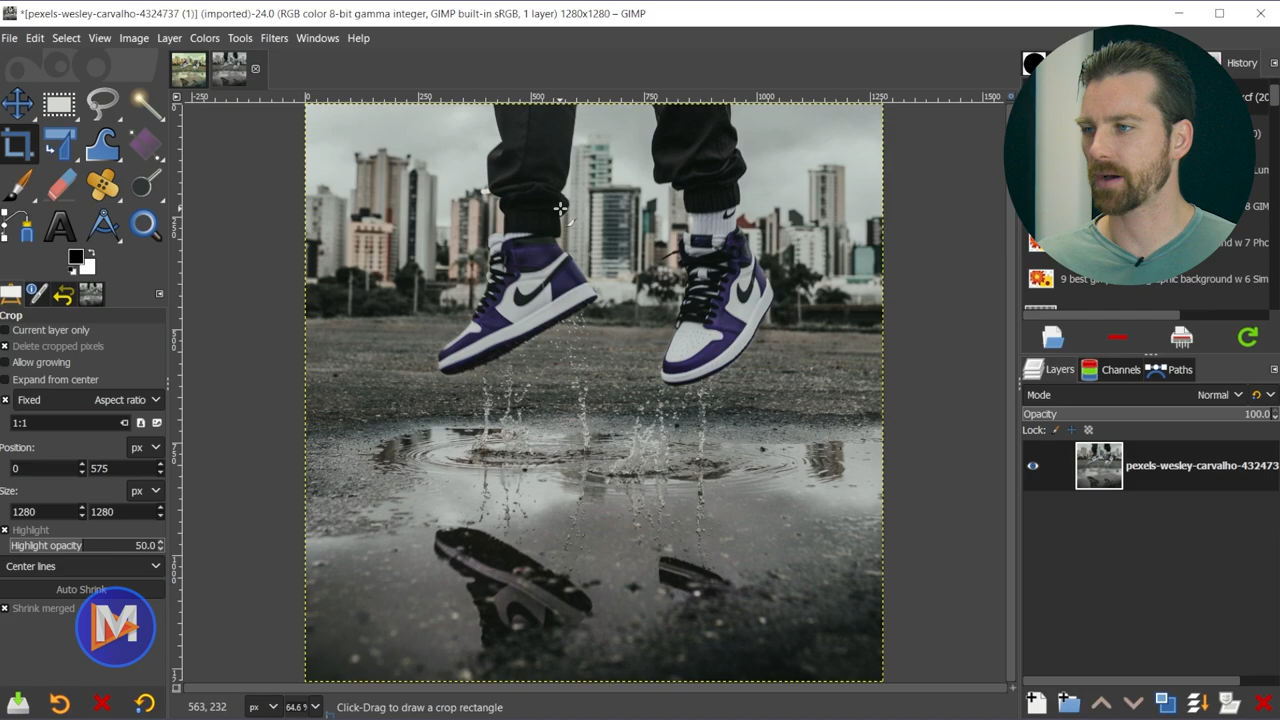 *[pexels-wesley-carvalho-4324737 (1)] (imported)-24.0 (RGB color 8-bit gamma integer, GIMP built-in sRGB, 1 layer) 1280x1280 – GIMP
File Edit Select View Image Layer Colors Tools Filters Windows Help
History
-250 0 250 500 750 1000 1250 1500
Crop
Current layer only
Delete cropped pixels
Allow growing
Expand from center
Fixed Aspect ratio
1:1
Position: px
0 575
Size: px
1280 1280
Highlight
Highlight opacity 50.0
Center lines
Auto Shrink
Shrink merged
M
w 7 Pho
9 best g w 6 Sim
Layers Channels Paths
Mode Normal
Opacity 100.0
Lock:
pexels-wesley-carvalho-432473
563, 232 px 64.6 % Click-Drag to draw a crop rectangle